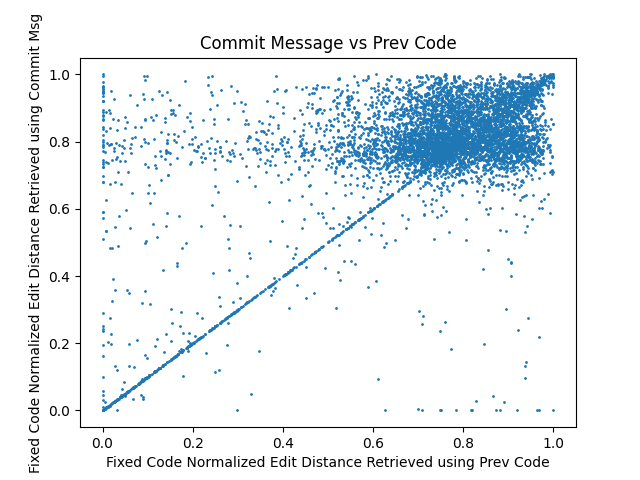 Commit Message vs Prev Code
Fixed Code Normalized Edit Distance Retrieved using Commit Msg
1.0
0.8
0.6
0.4
0.2
0.0
0.0 0.2 0.4 0.6 0.8 1.0
Fixed Code Normalized Edit Distance Retrieved using Prev Code